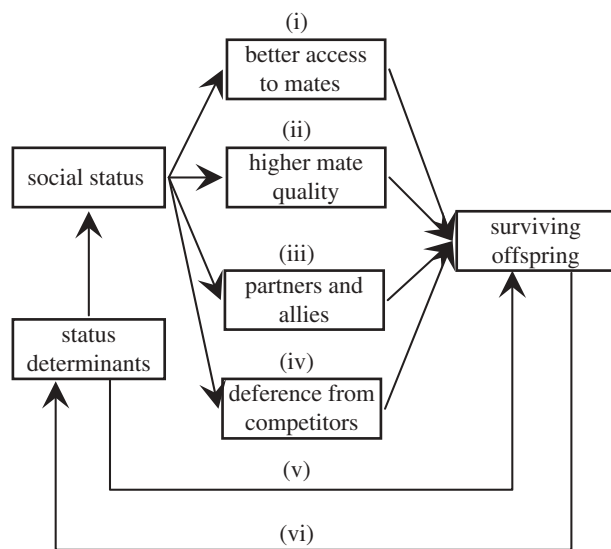 (i)
better access
to mates
(ii)
social status
higher mate
quality
surviving
offspring
(iii)
partners and
allies
status
determinants
(iv)
deference from
competitors
(v)
(vi)